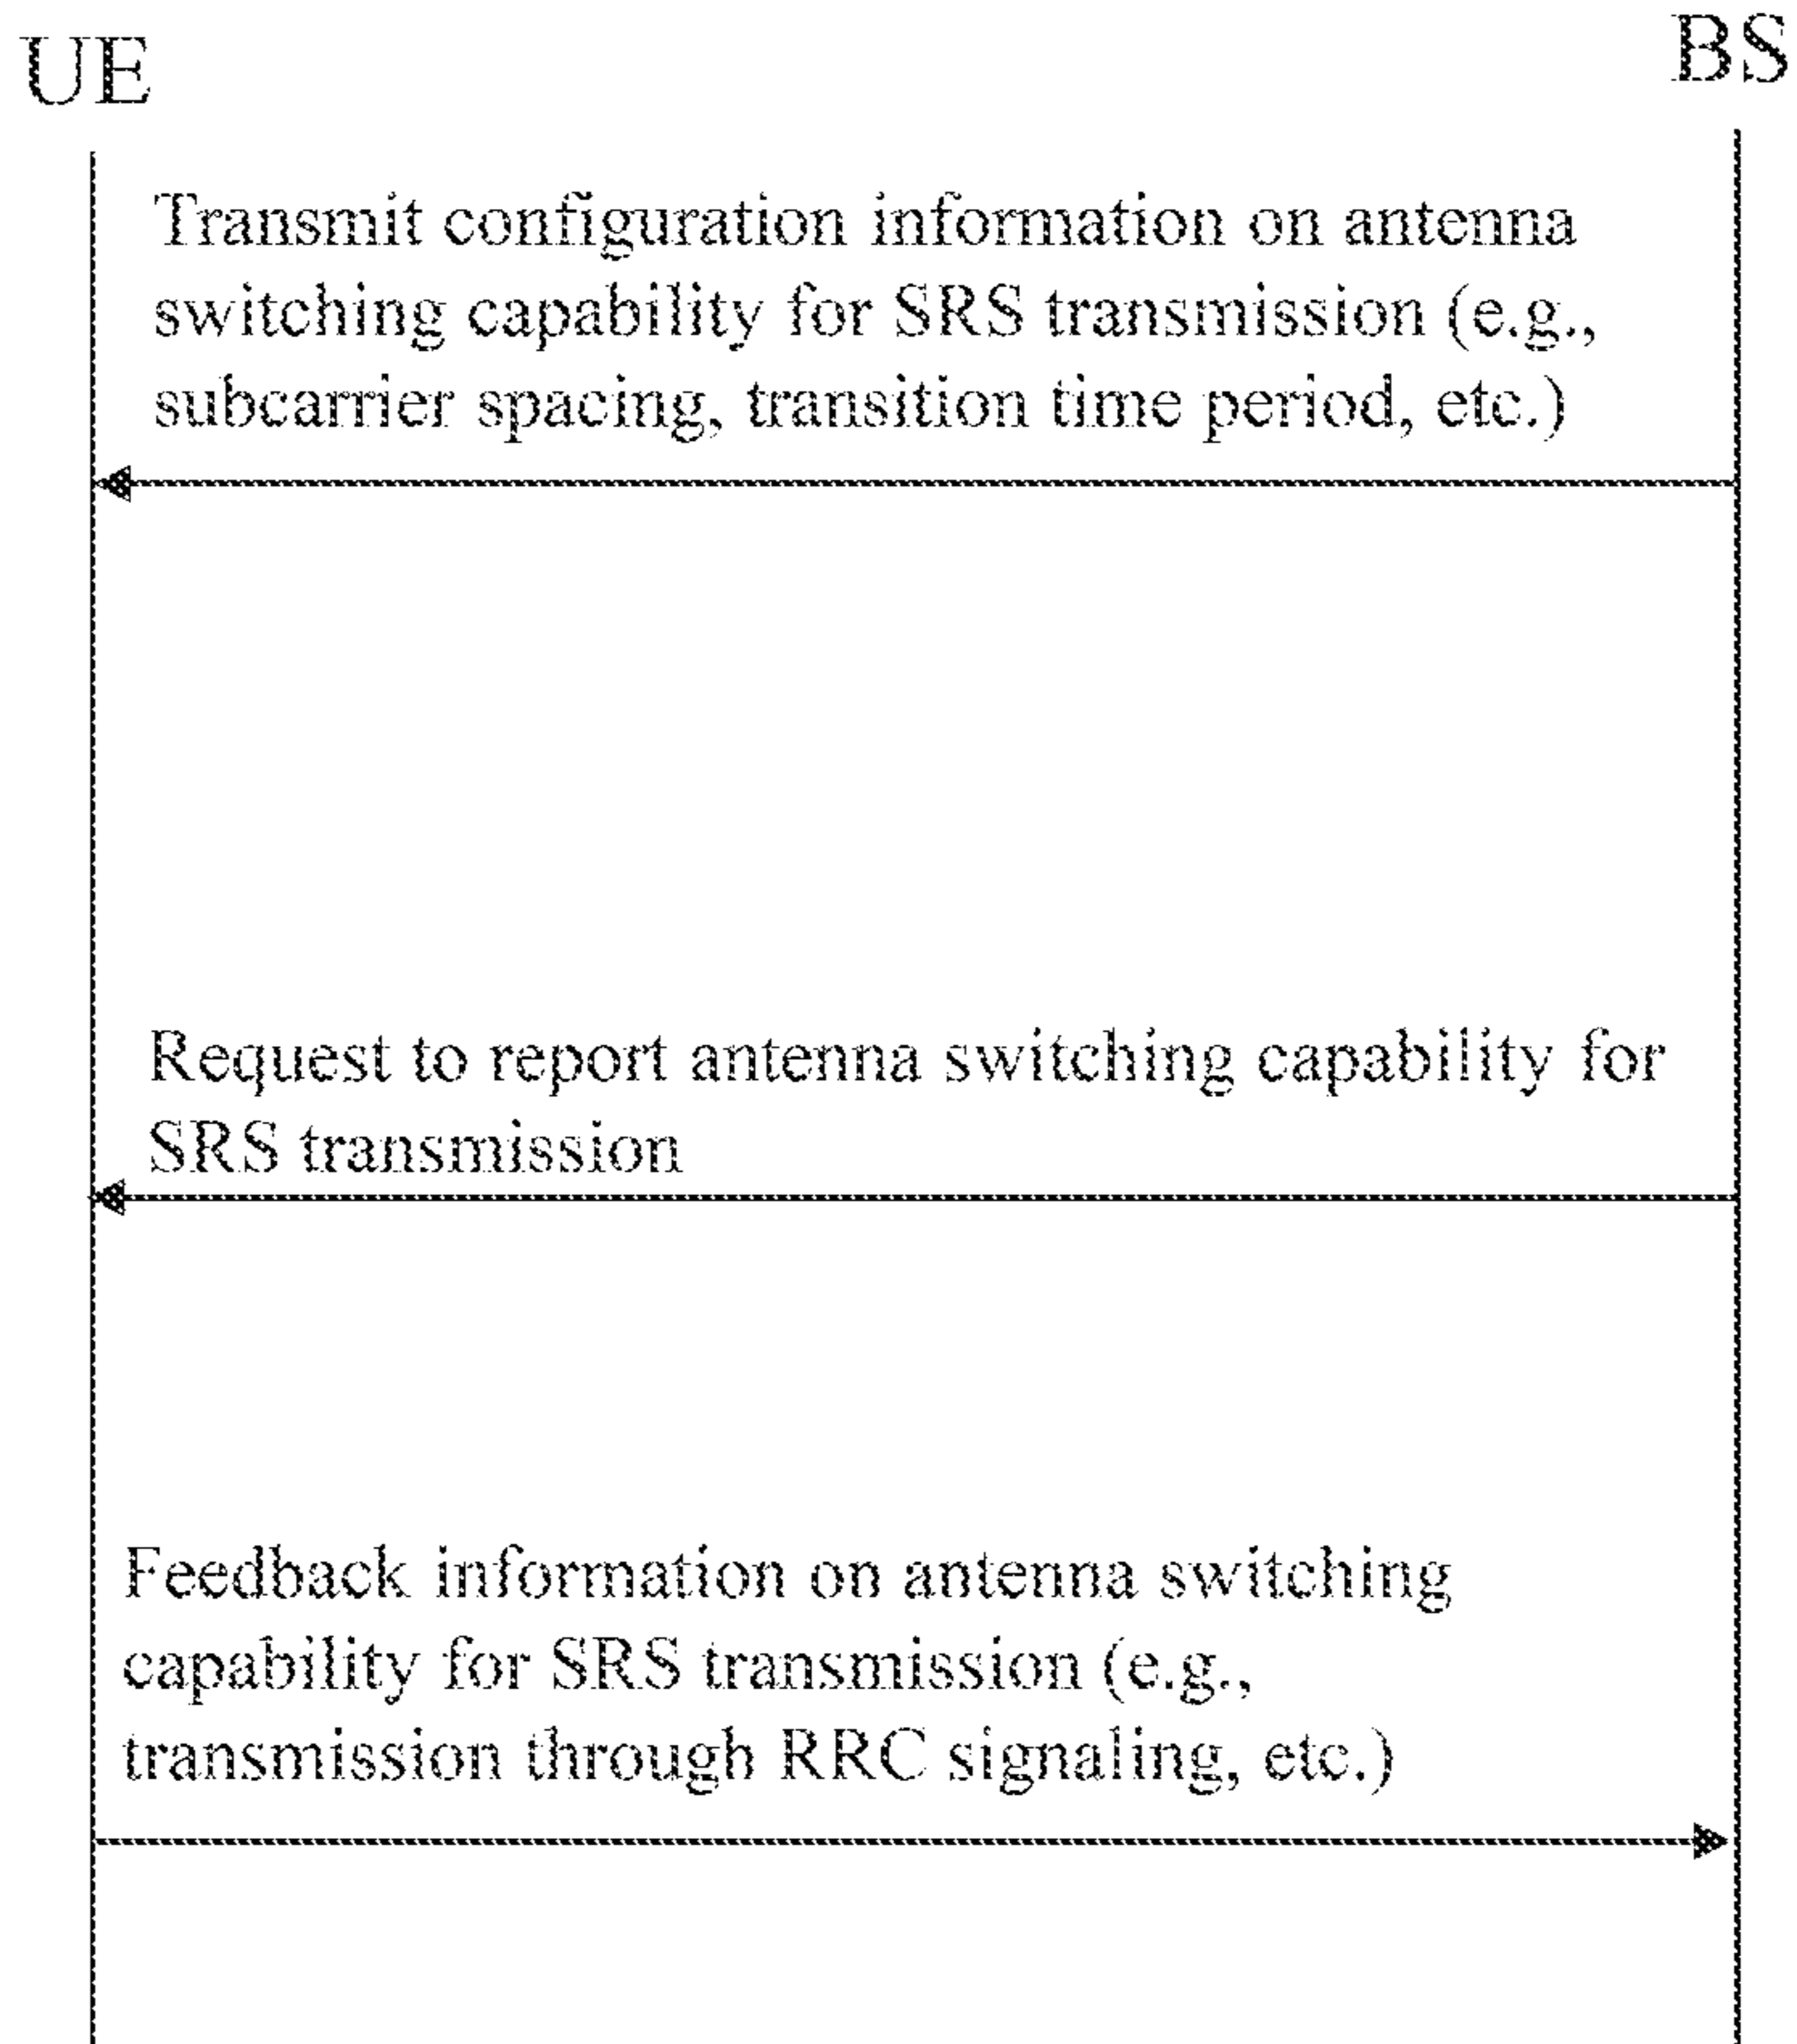 UE
BS
Transmit configuration information on antenna
switching capability for SRS transmission (e.g.,
subcarrier spacing, transition time period, etc.)
Request to report antenna switching capability for
SRS transmission
Feedback information on antenna switching
capability for SRS transmission (e.g.,
transmission through RRC signaling, etc.)